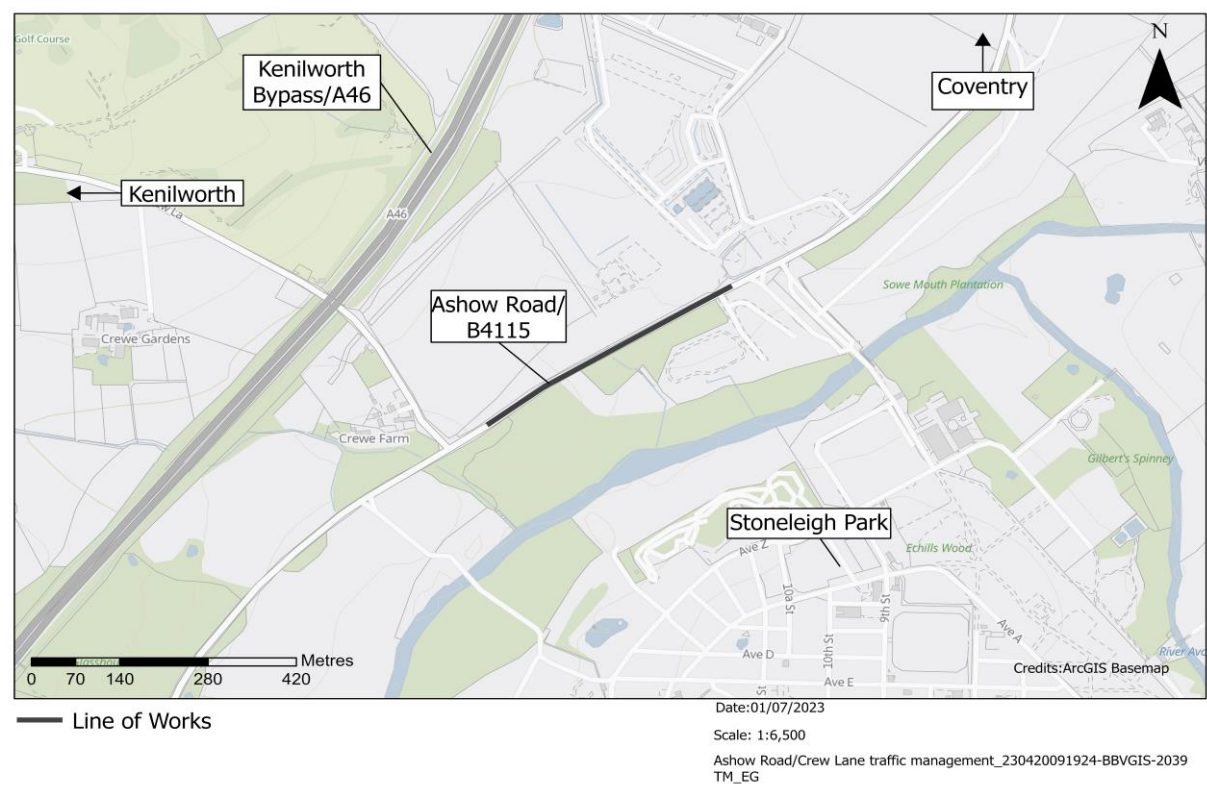 Golf Course
Kenilworth
Bypass/A46
Coventry
N
Kenilworth
A46
Sowe Mouth Plantation
Ashow Road/
B4115
Crewe Gardens
Crewe Farm
Gilbert's Spinney
Stoneleigh Park
Ave Z
Echills Wood
10a St
9th St
10th St
Ave A
Ave D
Ave E
River Avo
Metres
0 70 140 280 420
Credits:ArcGIS Basemap
Line of Works
Date:01/07/2023
Scale: 1:6,500
Ashow Road/Crew Lane traffic management_230420091924-BBVGIS-2039
TM_EG